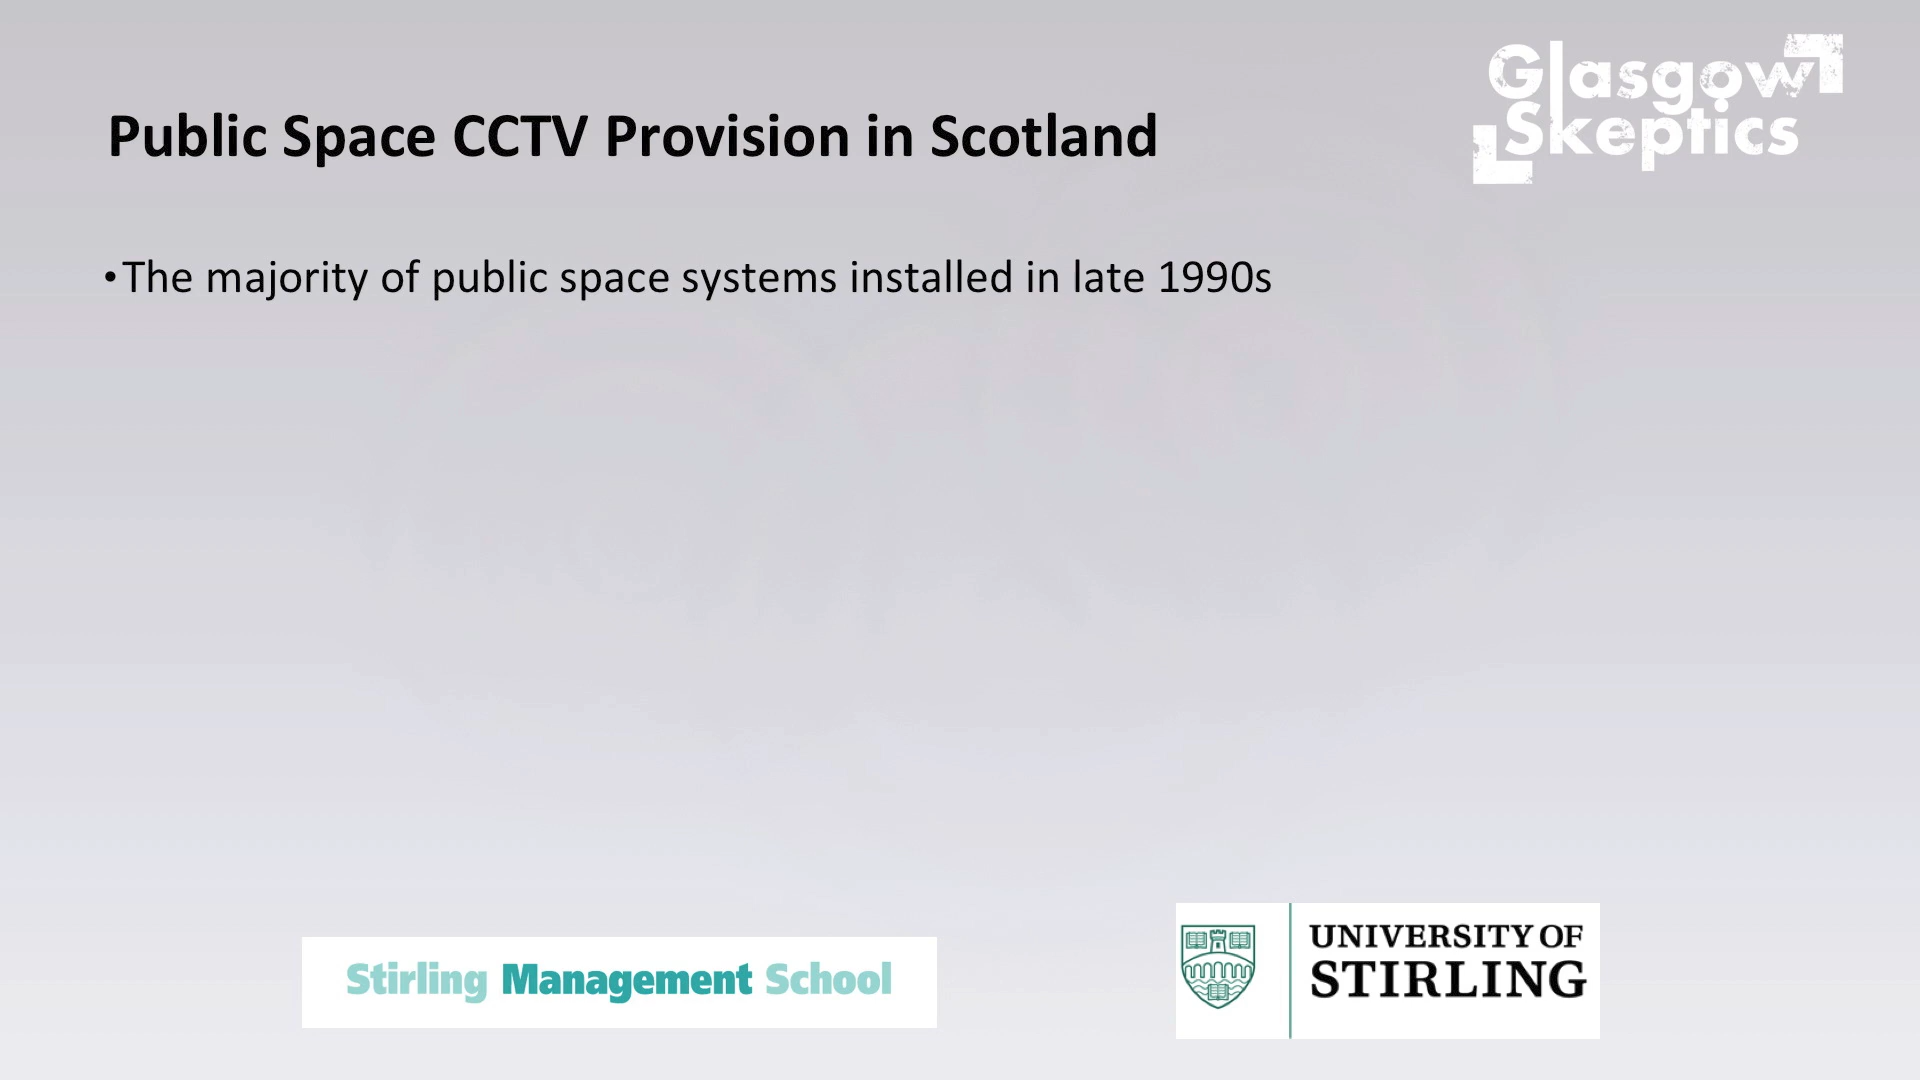 Glasgow
Skeptics
Public Space CCTV Provision in Scotland
•The majority of public space systems installed in late 1990s
Stirling Management School
UNIVERSITY OF
STIRLING